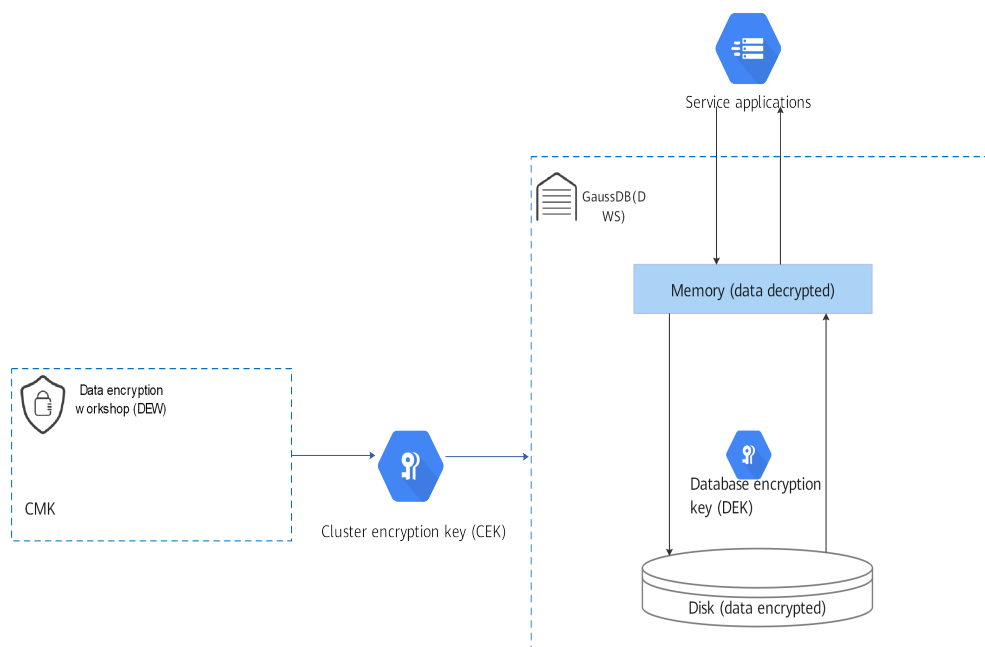 Service applications
GaussDB(D
WS)
Memory (data decrypted)
Data encryption
workshop (DEW)
CMK
Cluster encryption key (CEK)
Database encryption
key (DEK)
Disk (data encrypted)